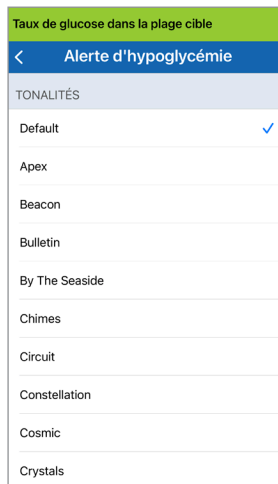 Taux de glucose dans la plage cible
Alerte d'hypoglycémie
TONALITÉS
Default
Apex
Beacon
Bulletin
By The Seaside
Chimes
Circuit
Constellation
Cosmic
Crystals